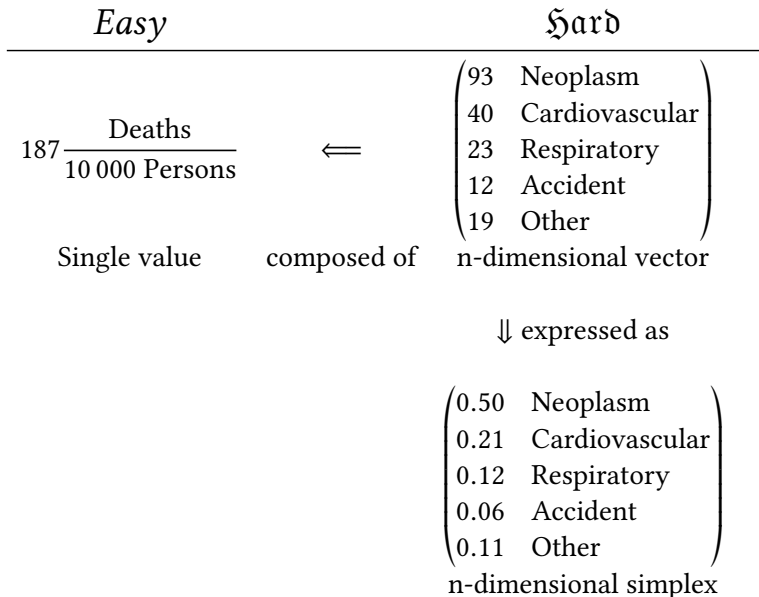 Easy Hard
93 Neoplasm
40 Cardiovascular
187 Deaths / 10 000 Persons ⟸ 23 Respiratory
12 Accident
19 Other
Single value composed of n-dimensional vector
⇓ expressed as
0.50 Neoplasm
0.21 Cardiovascular
0.12 Respiratory
0.06 Accident
0.11 Other
n-dimensional simplex